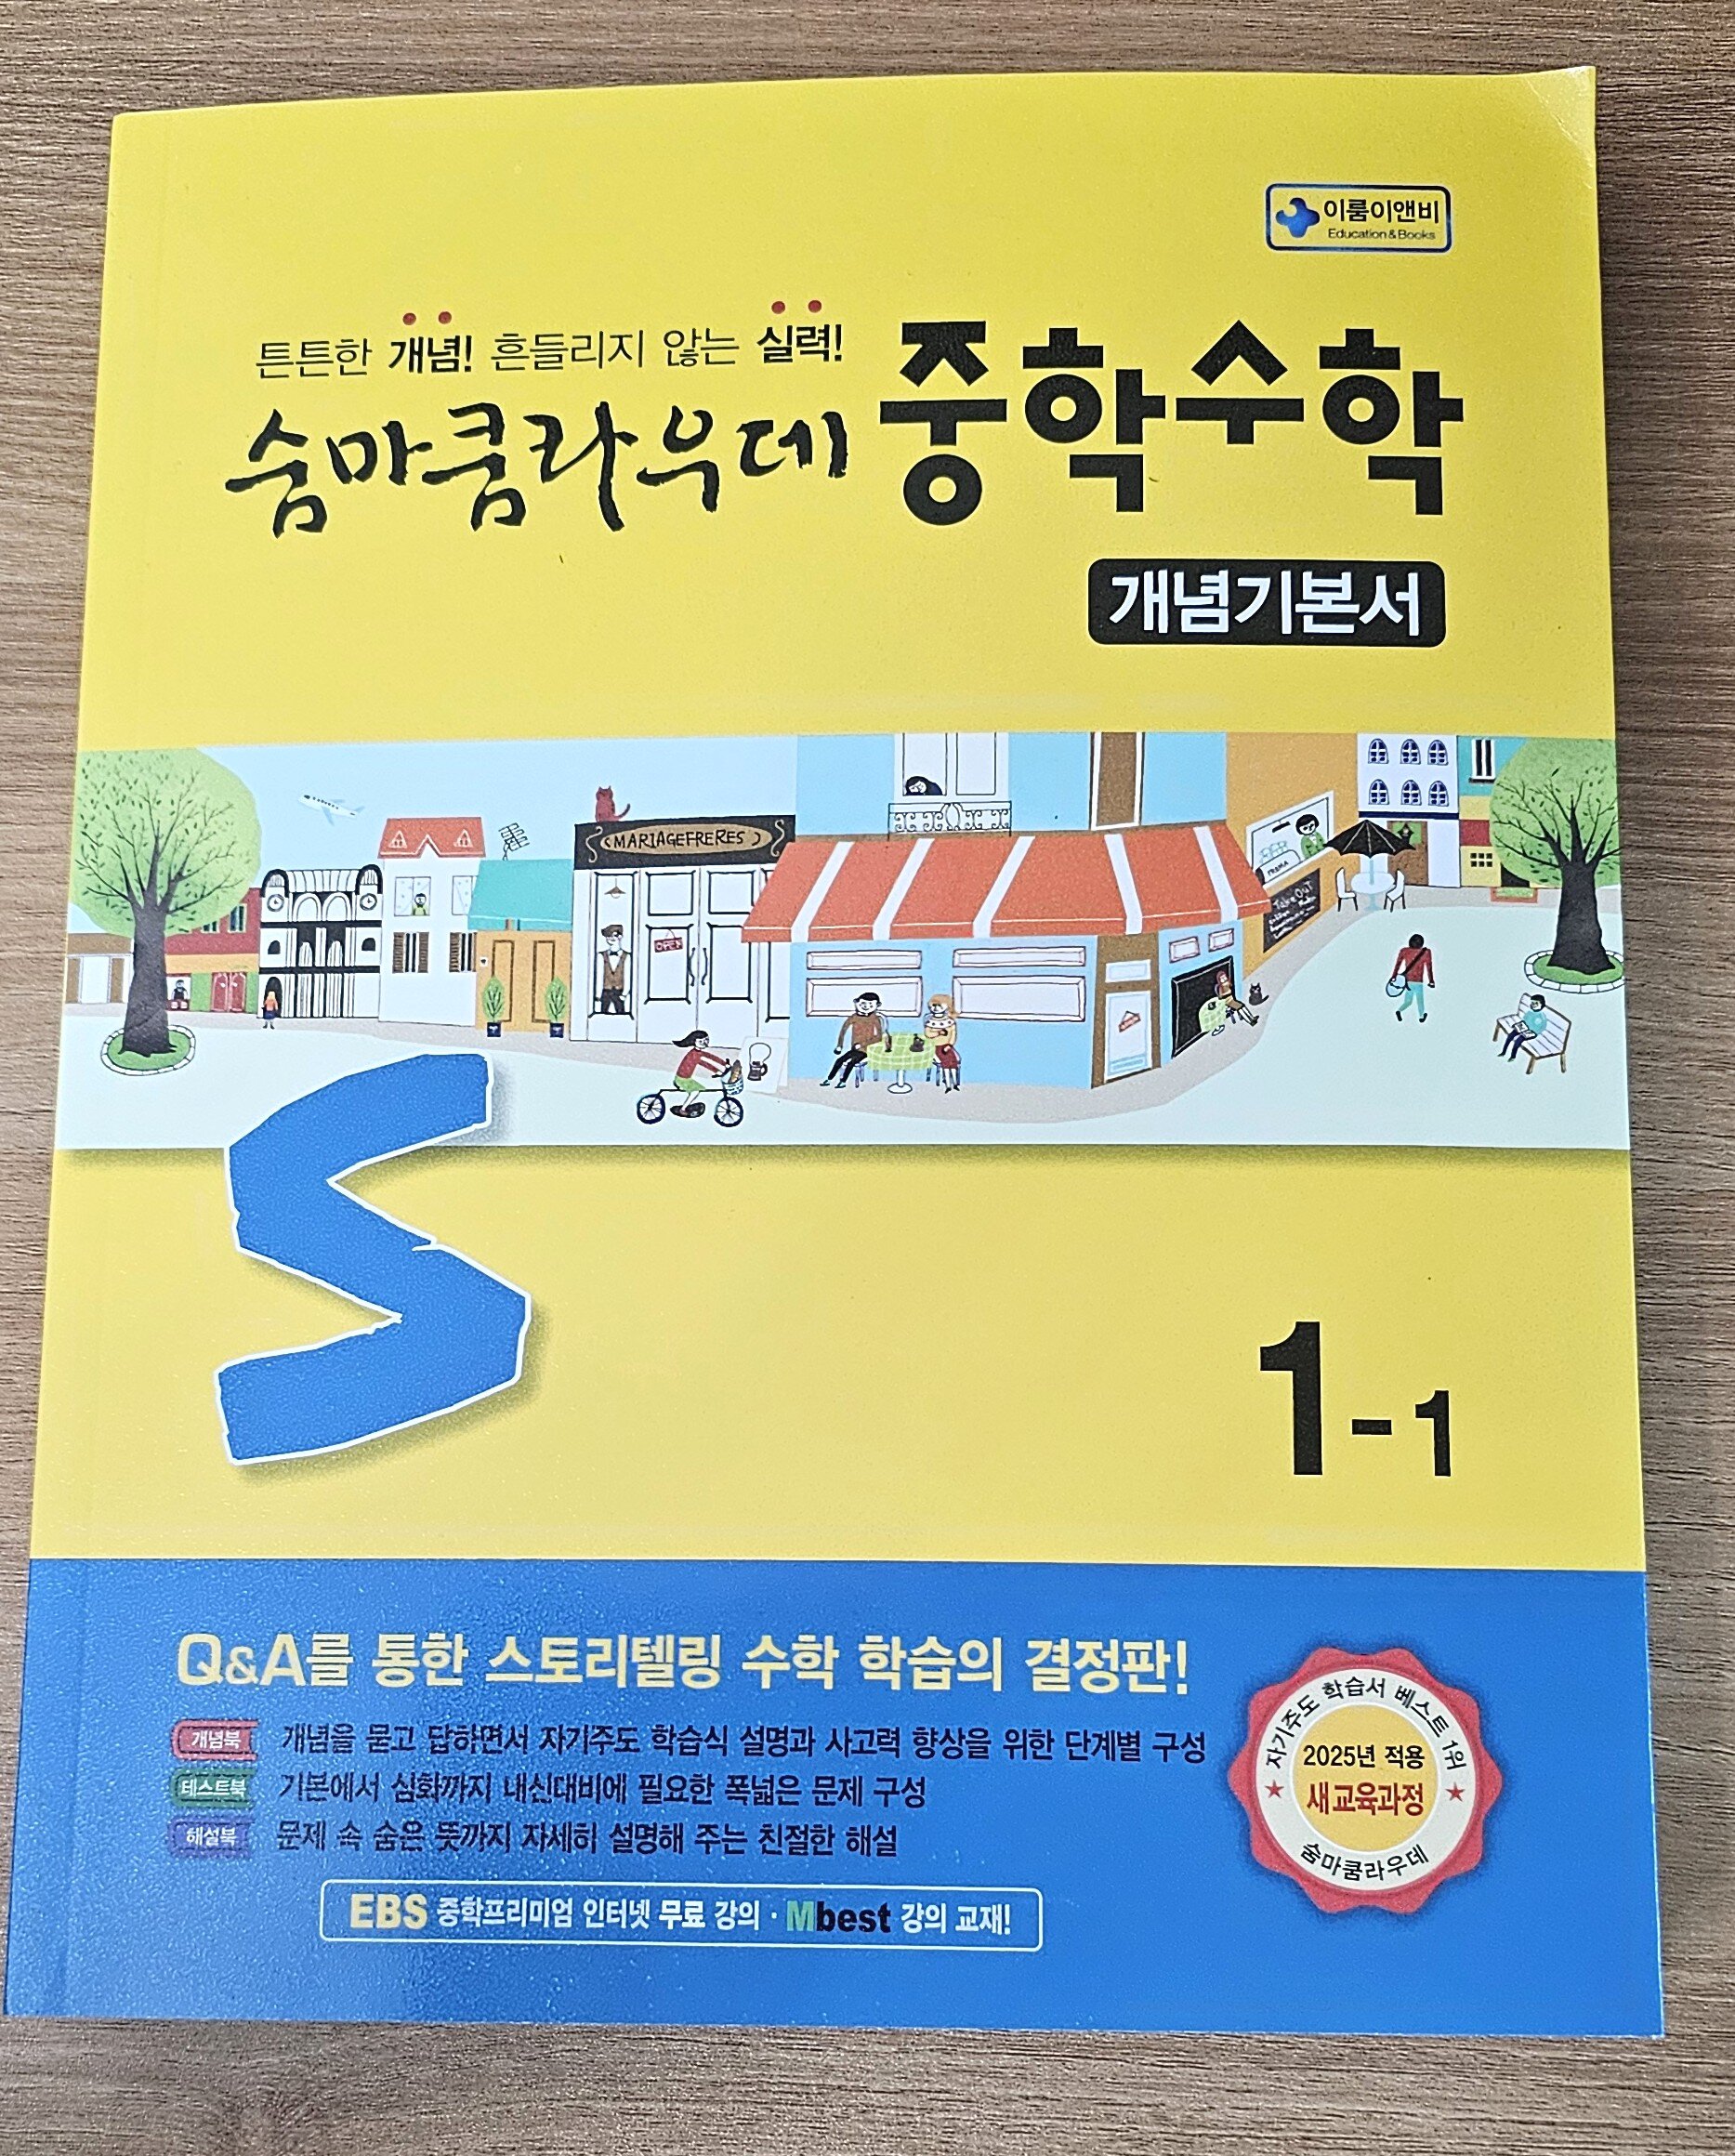 이룸이앤비
Education & Books
튼튼한 개념! 흔들리지 않는 실력!
숨마쿰라우데 중학수학
개념기본서
MARIAGEFRERES
OPEN
TAKE OUT
S
1-1
Q&A를 통한 스토리텔링 수학 학습의 결정판!
개념북 개념을 묻고 답하면서 자기주도 학습식 설명과 사고력 향상을 위한 단계별 구성
테스트북 기본에서 심화까지 내신대비에 필요한 폭넓은 문제 구성
해설북 문제 속 숨은 뜻까지 자세히 설명해 주는 친절한 해설
자기주도 학습서 베스트 1위
2025년 적용
새교육과정
숨마쿰라우데
EBS 중학프리미엄 인터넷 무료 강의 · Mbest 강의 교재!